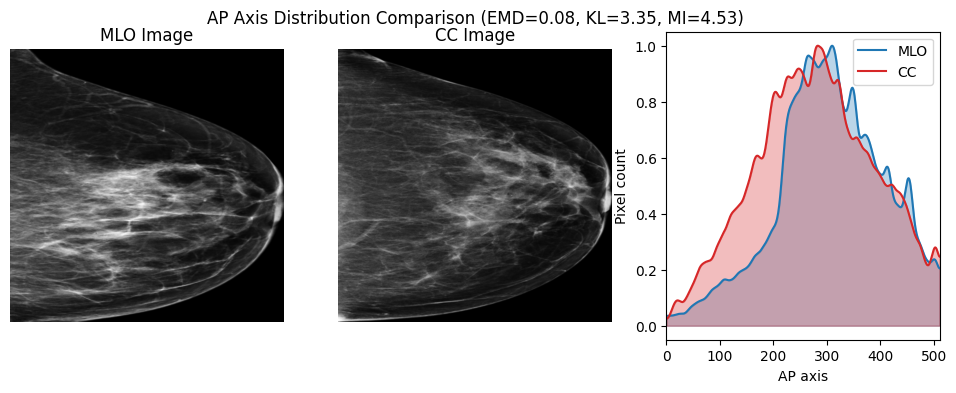 AP Axis Distribution Comparison (EMD=0.08, KL=3.35, MI=4.53)
MLO Image
CC Image
MLO
CC
1.0
0.8
0.6
0.4
0.2
0.0
Pixel count
0 100 200 300 400 500
AP axis